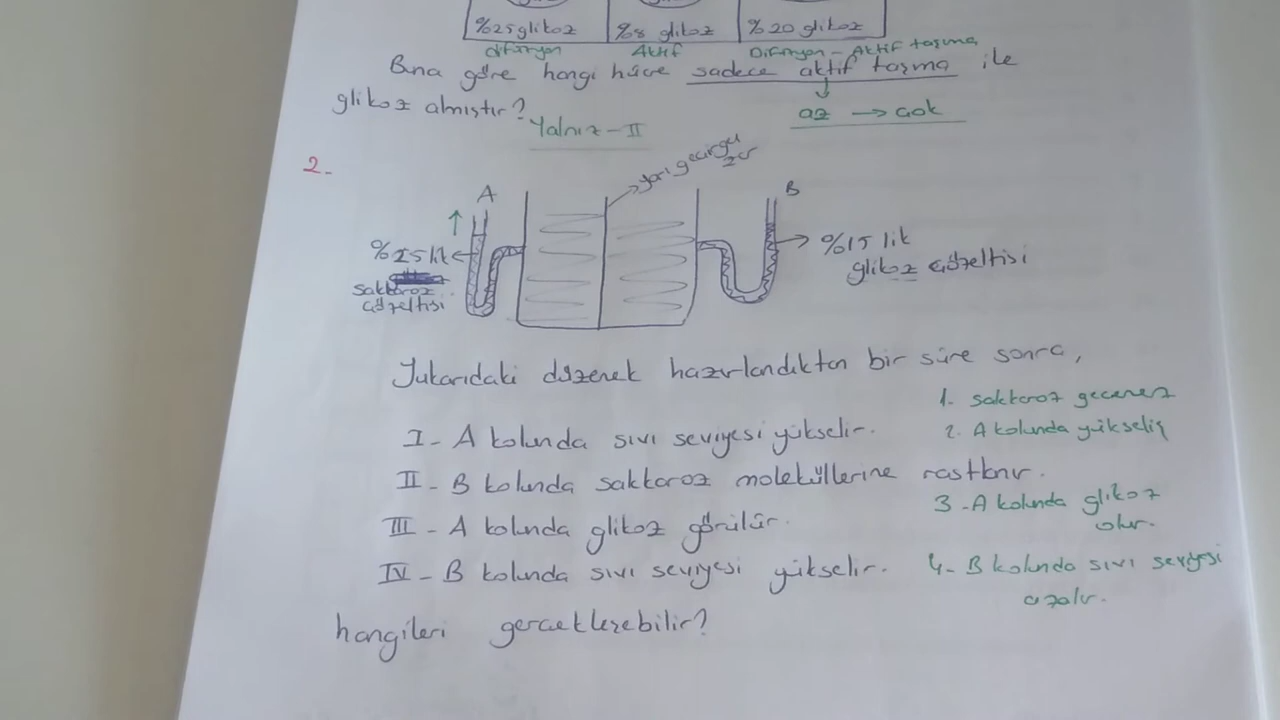 %25 glikoz %8 glikoz %20 glikoz
difüzyon Aktif Difüzyon - Aktif taşıma
Buna göre hangi hücre sadece aktif taşıma ile
glikoz almıştır?
az → çok
Yalnız - II
2-
yarı geçirgen
zar
A
B
%25 lik
sakkaroz
çözeltisi
%15 lik
glikoz çözeltisi
Yukarıdaki düzenek hazırlandıktan bir süre sonra,
I - A kolunda sıvı seviyesi yükselir.
II - B kolunda sakkaroz moleküllerine rastlanır.
III - A kolunda glikoz görülür.
IV - B kolunda sıvı seviyesi yükselir.
hangileri gerçekleşebilir?
1. sakkaroz geçemez
2. A kolunda yükseliş
3 - A kolunda glikoz
olur.
4 - B kolunda sıvı seviyesi
azalır.